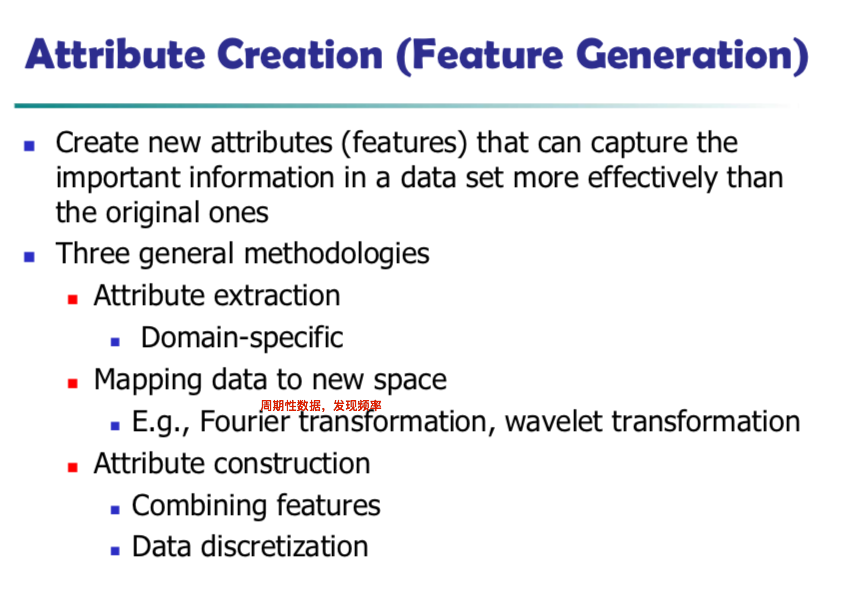 Attribute Creation (Feature Generation)
Create new attributes (features) that can capture the
important information in a data set more effectively than
the original ones
Three general methodologies
Attribute extraction
Domain-specific
Mapping data to new space
周期性数据，发现频率
E.g., Fourier transformation, wavelet transformation
Attribute construction
Combining features
Data discretization